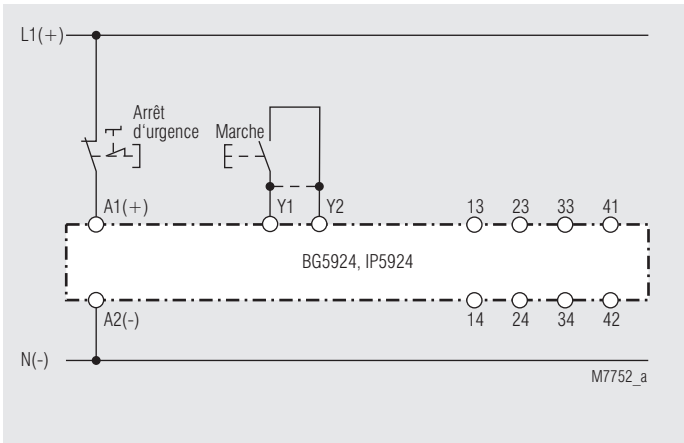 L1(+)
Arrêt
d'urgence
Marche
A1(+)
Y1
Y2
13
23
33
41
BG5924, IP5924
A2(-)
14
24
34
42
N(-)
M7752_a